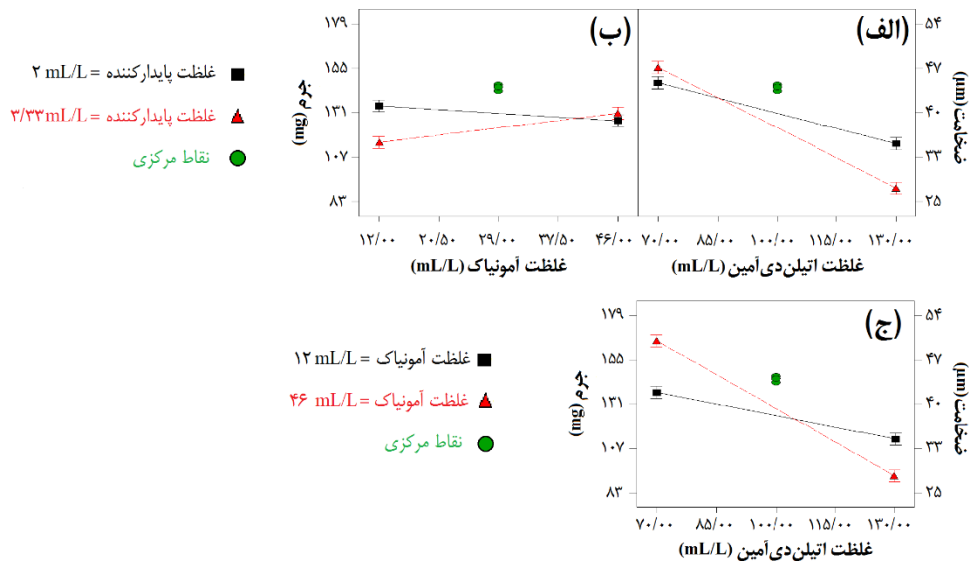 (الف)
۵۴
۴۷
۴۰
۳۳
۲۵
ضخامت (μm)
۷۰/۰۰ ۸۵/۰۰ ۱۰۰/۰۰ ۱۱۵/۰۰ ۱۳۰/۰۰
غلظت اتیلن‌دی‌آمین (mL/L)
(ب)
۱۷۹
۱۵۵
۱۳۱
۱۰۷
۸۳
جرم (mg)
۱۲/۰۰ ۲۰/۵۰ ۲۹/۰۰ ۳۷/۵۰ ۴۶/۰۰
غلظت آمونیاک (mL/L)
غلظت پایدارکننده = ۲ mL/L
غلظت پایدارکننده = ۳/۳۳ mL/L
نقاط مرکزی
(ج)
۵۴
۴۷
۴۰
۳۳
۲۵
ضخامت (μm)
۱۷۹
۱۵۵
۱۳۱
۱۰۷
۸۳
جرم (mg)
۷۰/۰۰ ۸۵/۰۰ ۱۰۰/۰۰ ۱۱۵/۰۰ ۱۳۰/۰۰
غلظت اتیلن‌دی‌آمین (mL/L)
غلظت آمونیاک = ۱۲ mL/L
غلظت آمونیاک = ۴۶ mL/L
نقاط مرکزی